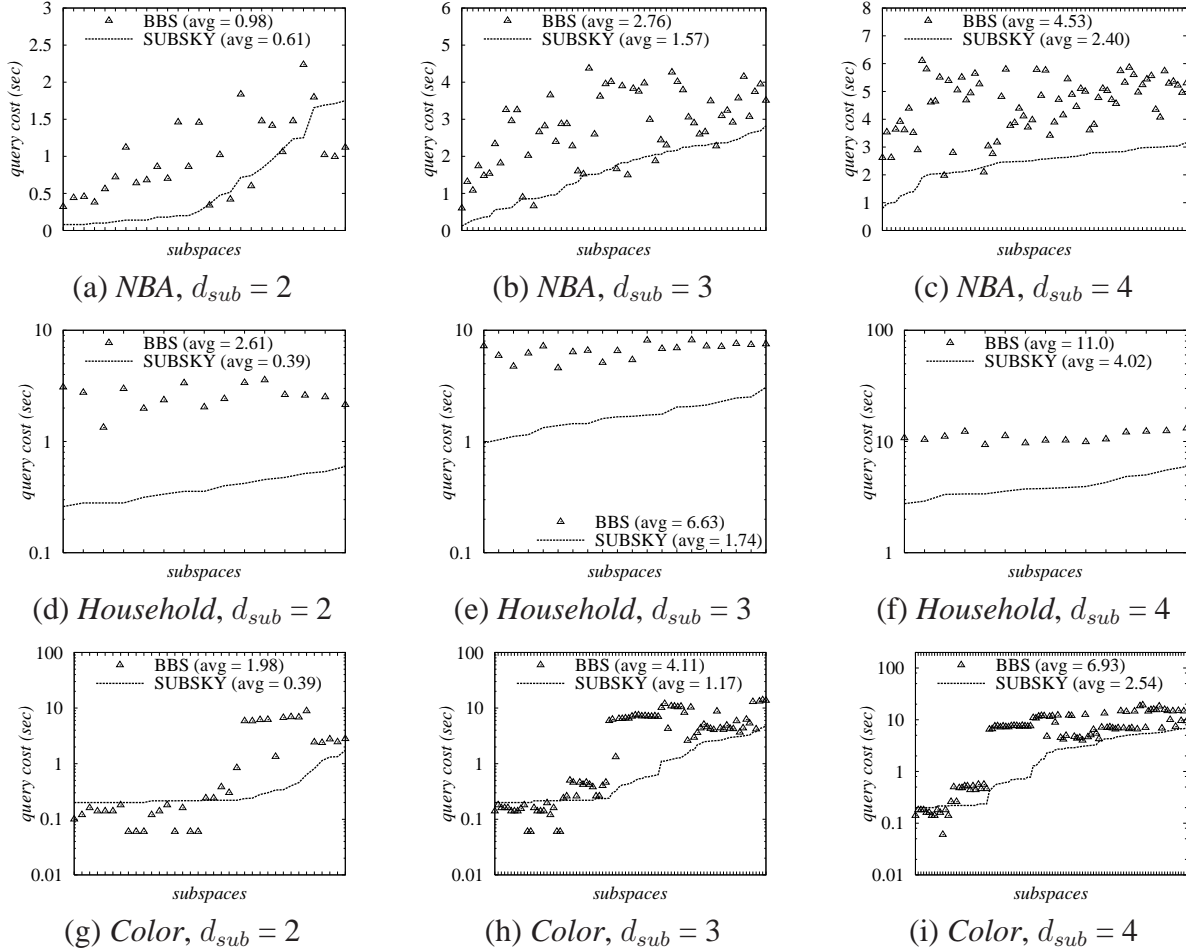 3
2.5
2
1.5
1
0.5
0
query cost (sec)
BBS (avg = 0.98)
SUBSKY (avg = 0.61)
subspaces
(a) NBA, d_sub = 2
6
5
4
3
2
1
0
query cost (sec)
BBS (avg = 2.76)
SUBSKY (avg = 1.57)
subspaces
(b) NBA, d_sub = 3
8
7
6
5
4
3
2
1
0
query cost (sec)
BBS (avg = 4.53)
SUBSKY (avg = 2.40)
subspaces
(c) NBA, d_sub = 4
10
1
0.1
query cost (sec)
BBS (avg = 2.61)
SUBSKY (avg = 0.39)
subspaces
(d) Household, d_sub = 2
10
1
0.1
query cost (sec)
BBS (avg = 6.63)
SUBSKY (avg = 1.74)
subspaces
(e) Household, d_sub = 3
100
10
1
query cost (sec)
BBS (avg = 11.0)
SUBSKY (avg = 4.02)
subspaces
(f) Household, d_sub = 4
100
10
1
0.1
0.01
query cost (sec)
BBS (avg = 1.98)
SUBSKY (avg = 0.39)
subspaces
(g) Color, d_sub = 2
100
10
1
0.1
0.01
query cost (sec)
BBS (avg = 4.11)
SUBSKY (avg = 1.17)
subspaces
(h) Color, d_sub = 3
100
10
1
0.1
0.01
query cost (sec)
BBS (avg = 6.93)
SUBSKY (avg = 2.54)
subspaces
(i) Color, d_sub = 4